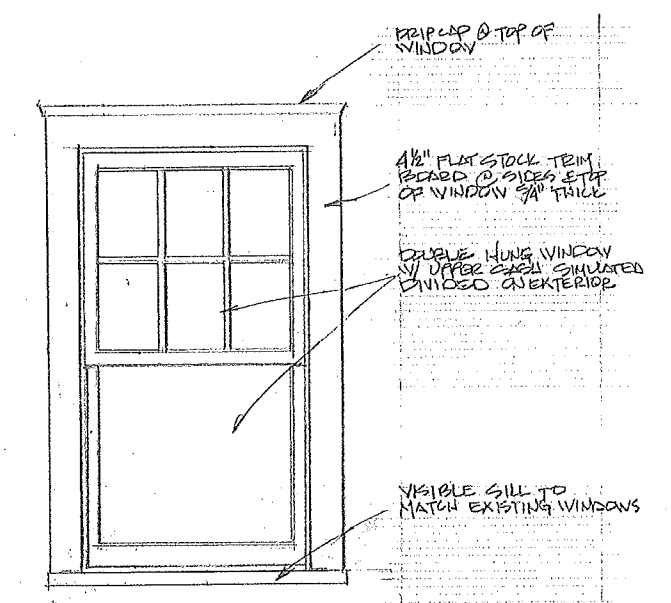 DRIP CAP @ TOP OF
WINDOW
4½" FLAT STOCK TRIM
BOARD @ SIDES & TOP
OF WINDOW 5/4" THICK
DOUBLE HUNG WINDOW
W/ UPPER SASH SIMULATED
DIVIDED ON EXTERIOR
VISIBLE SILL TO
MATCH EXISTING WINDOWS